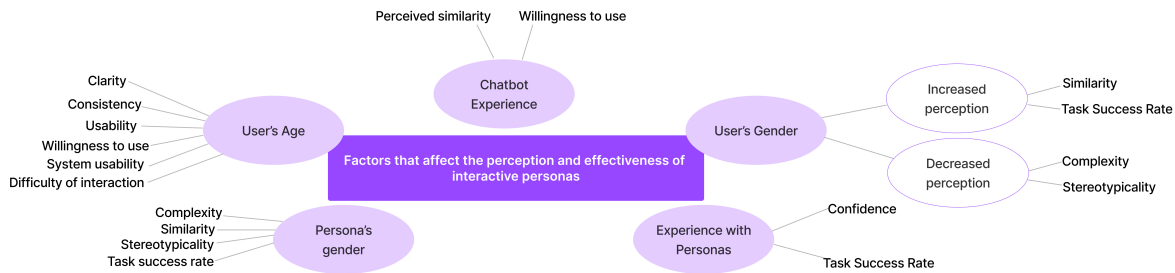 Perceived similarity
Willingness to use
Chatbot
Experience
Clarity
Consistency
Usability
Willingness to use
System usability
Difficulty of interaction
User's Age
Factors that affect the perception and effectiveness of
interactive personas
User's Gender
Increased
perception
Similarity
Task Success Rate
Decreased
perception
Complexity
Stereotypicality
Complexity
Similarity
Stereotypicality
Task success rate
Persona's
gender
Experience with
Personas
Confidence
Task Success Rate